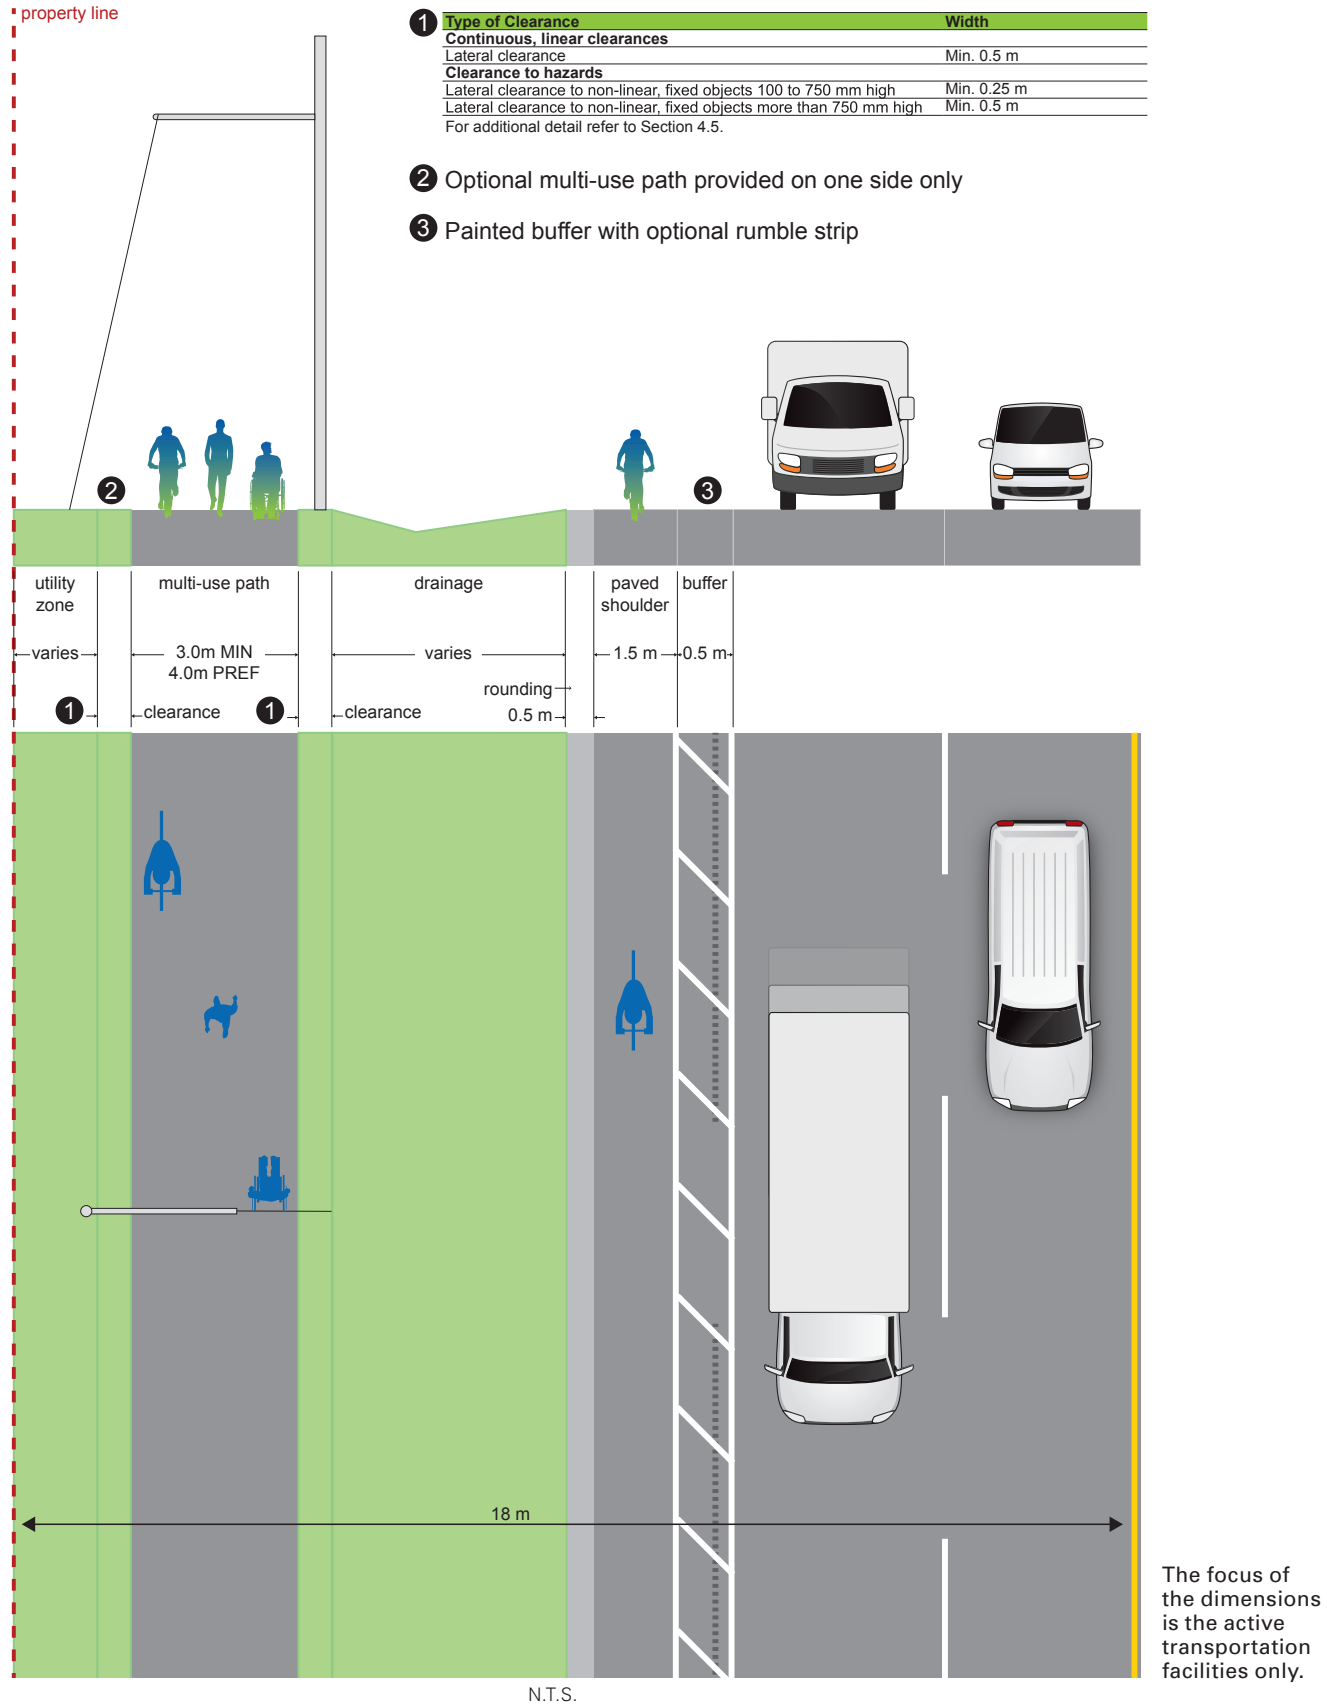 property line
1 Type of Clearance Width
Continuous, linear clearances
Lateral clearance Min. 0.5 m
Clearance to hazards
Lateral clearance to non-linear, fixed objects 100 to 750 mm high Min. 0.25 m
Lateral clearance to non-linear, fixed objects more than 750 mm high Min. 0.5 m
For additional detail refer to Section 4.5.
2 Optional multi-use path provided on one side only
3 Painted buffer with optional rumble strip
2
3
utility
zone
multi-use path
drainage
paved
shoulder
buffer
varies
3.0m MIN
4.0m PREF
varies
1.5 m
0.5 m
rounding
1 clearance
1 clearance
0.5 m
18 m
The focus of
the dimensions
is the active
transportation
facilities only.
N.T.S.